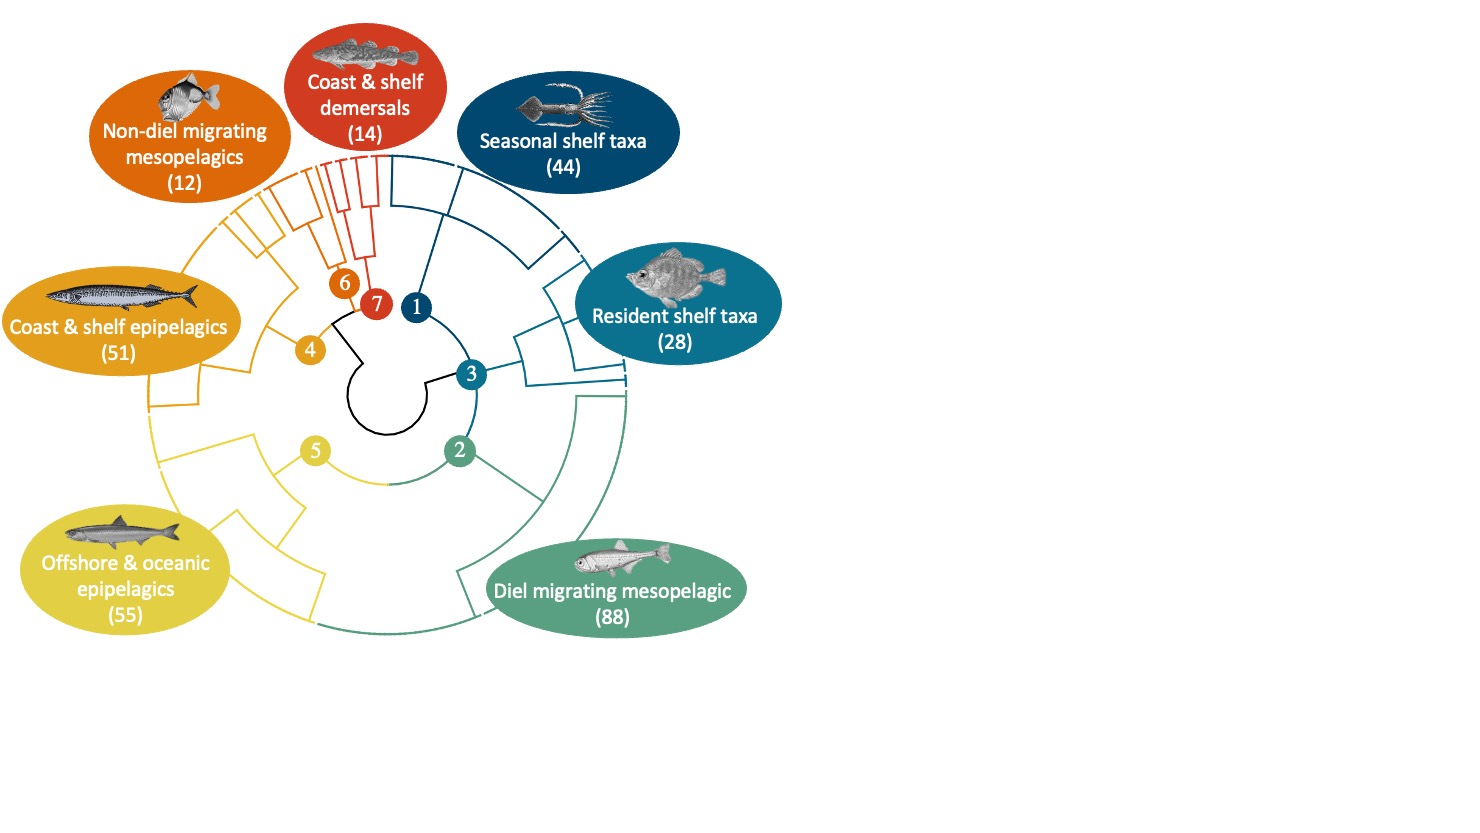 Coast & shelf
demersals
(14)
Non-diel migrating
mesopelagics
(12)
Seasonal shelf taxa
(44)
Coast & shelf epipelagics
(51)
Resident shelf taxa
(28)
6
7
1
4
3
5
2
Offshore & oceanic
epipelagics
(55)
Diel migrating mesopelagic
(88)